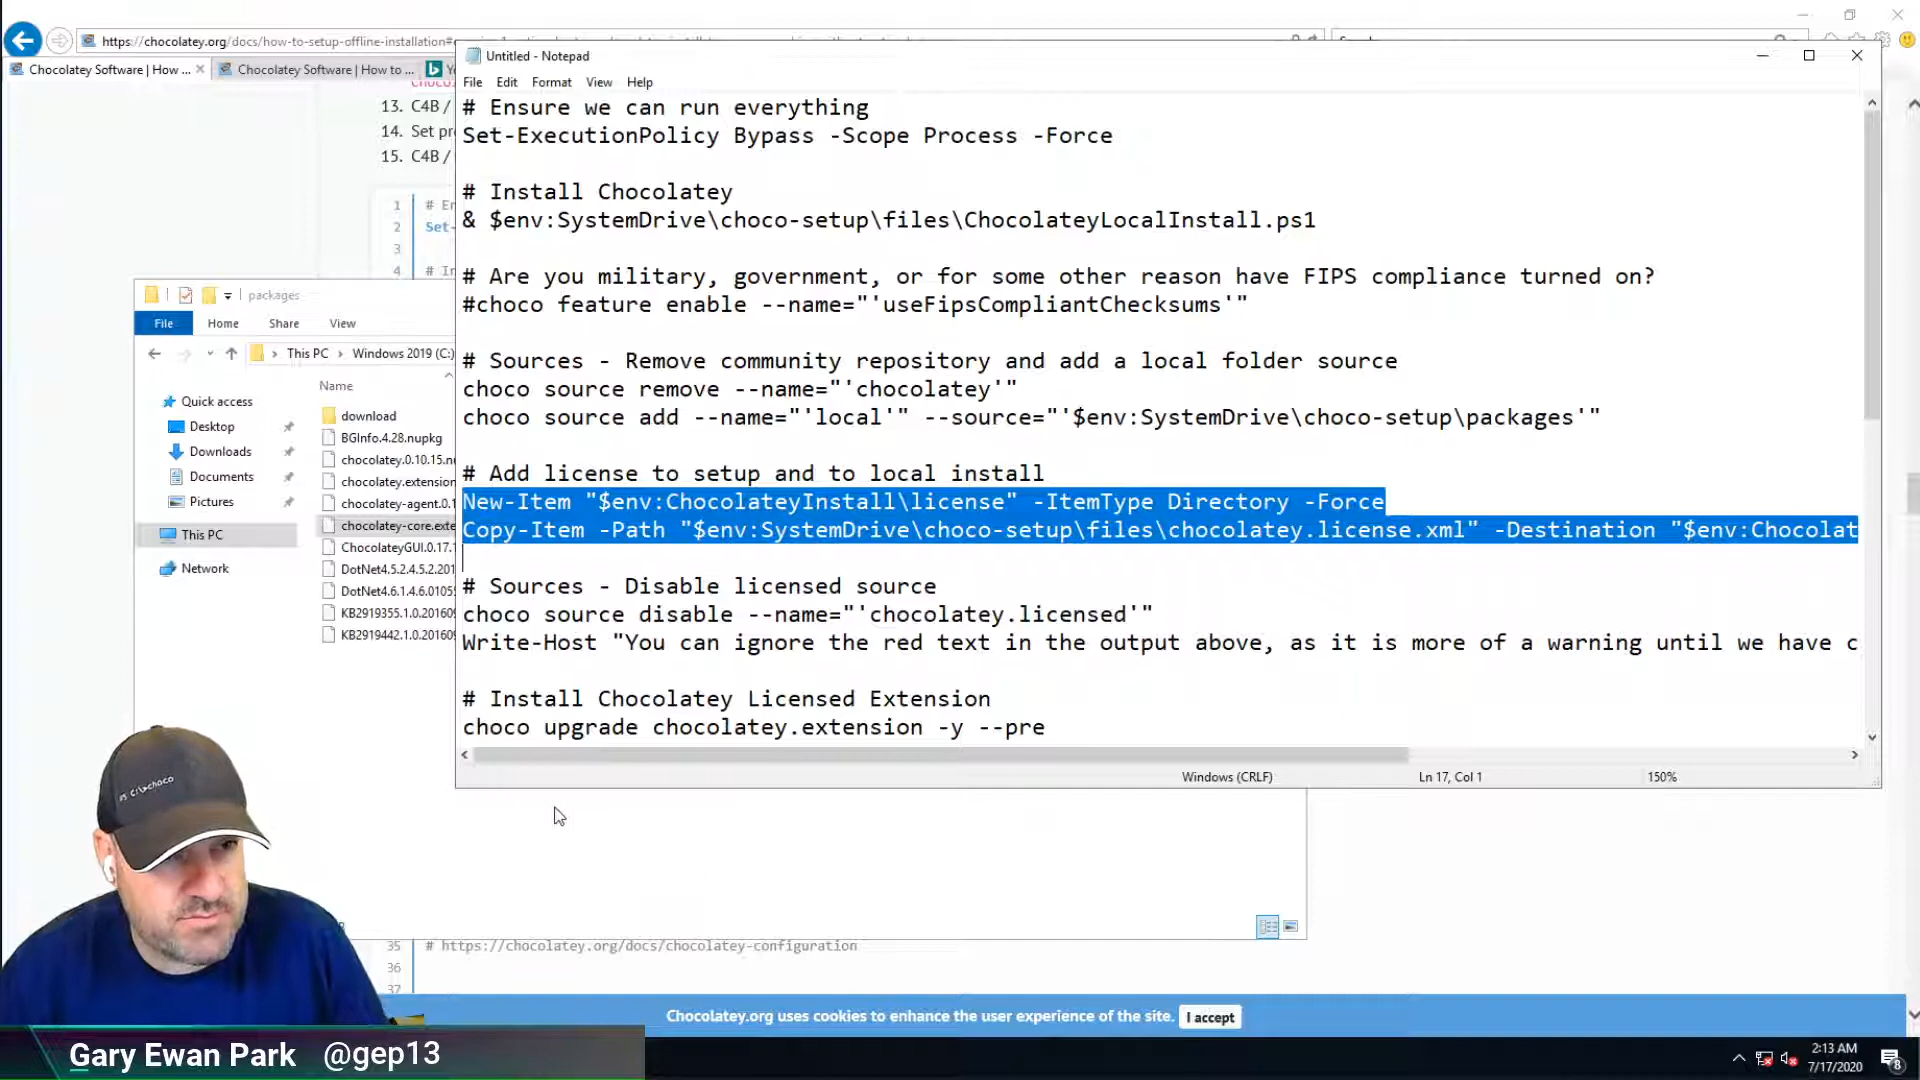 https://chocolatey.org/docs/how-to-setup-offline-installation#
Chocolatey Software | How ...
Chocolatey Software | How to ...
Untitled - Notepad
File Edit Format View Help
13. C4B /
14. Set pr
15. C4B /
1 # En
2 Set-
3
4 # In
# Ensure we can run everything
Set-ExecutionPolicy Bypass -Scope Process -Force
# Install Chocolatey
& $env:SystemDrive\choco-setup\files\ChocolateyLocalInstall.ps1
# Are you military, government, or for some other reason have FIPS compliance turned on?
#choco feature enable --name="'useFipsCompliantChecksums'"
# Sources - Remove community repository and add a local folder source
choco source remove --name="'chocolatey'"
choco source add --name="'local'" --source="'$env:SystemDrive\choco-setup\packages'"
# Add license to setup and to local install
New-Item "$env:ChocolateyInstall\license" -ItemType Directory -Force
Copy-Item -Path "$env:SystemDrive\choco-setup\files\chocolatey.license.xml" -Destination "$env:Chocolat
# Sources - Disable licensed source
choco source disable --name="'chocolatey.licensed'"
Write-Host "You can ignore the red text in the output above, as it is more of a warning until we have c
# Install Chocolatey Licensed Extension
choco upgrade chocolatey.extension -y --pre
Windows (CRLF) Ln 17, Col 1 150%
packages
File Home Share View
This PC Windows 2019 (C:)
Name
Quick access
Desktop
Downloads
Documents
Pictures
This PC
Network
download
BGInfo.4.28.nupkg
chocolatey.0.10.15.nu
chocolatey.extension
chocolatey-agent.0.1
chocolatey-core.exte
ChocolateyGUI.0.17.1
DotNet4.5.2.4.5.2.201
DotNet4.6.1.4.6.01055
KB2919355.1.0.201609
KB2919442.1.0.201609
35 # https://chocolatey.org/docs/chocolatey-configuration
36
37
Chocolatey.org uses cookies to enhance the user experience of the site. I accept
Gary Ewan Park @gep13
2:13 AM
7/17/2020
8